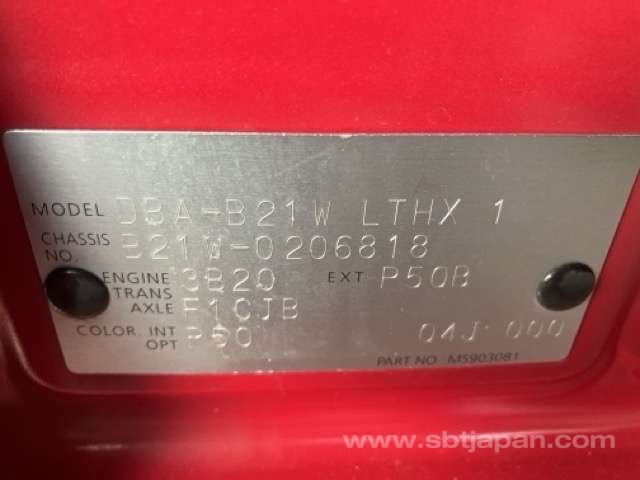 MODEL DBA-B21W LTHX 1
CHASSIS NO. B21W-0206818
ENGINE 3B20 EXT P50B
TRANS AXLE F1CJB
COLOR. INT OPT P50 04J 000
PART NO M5903081
www.sbtjapan.com